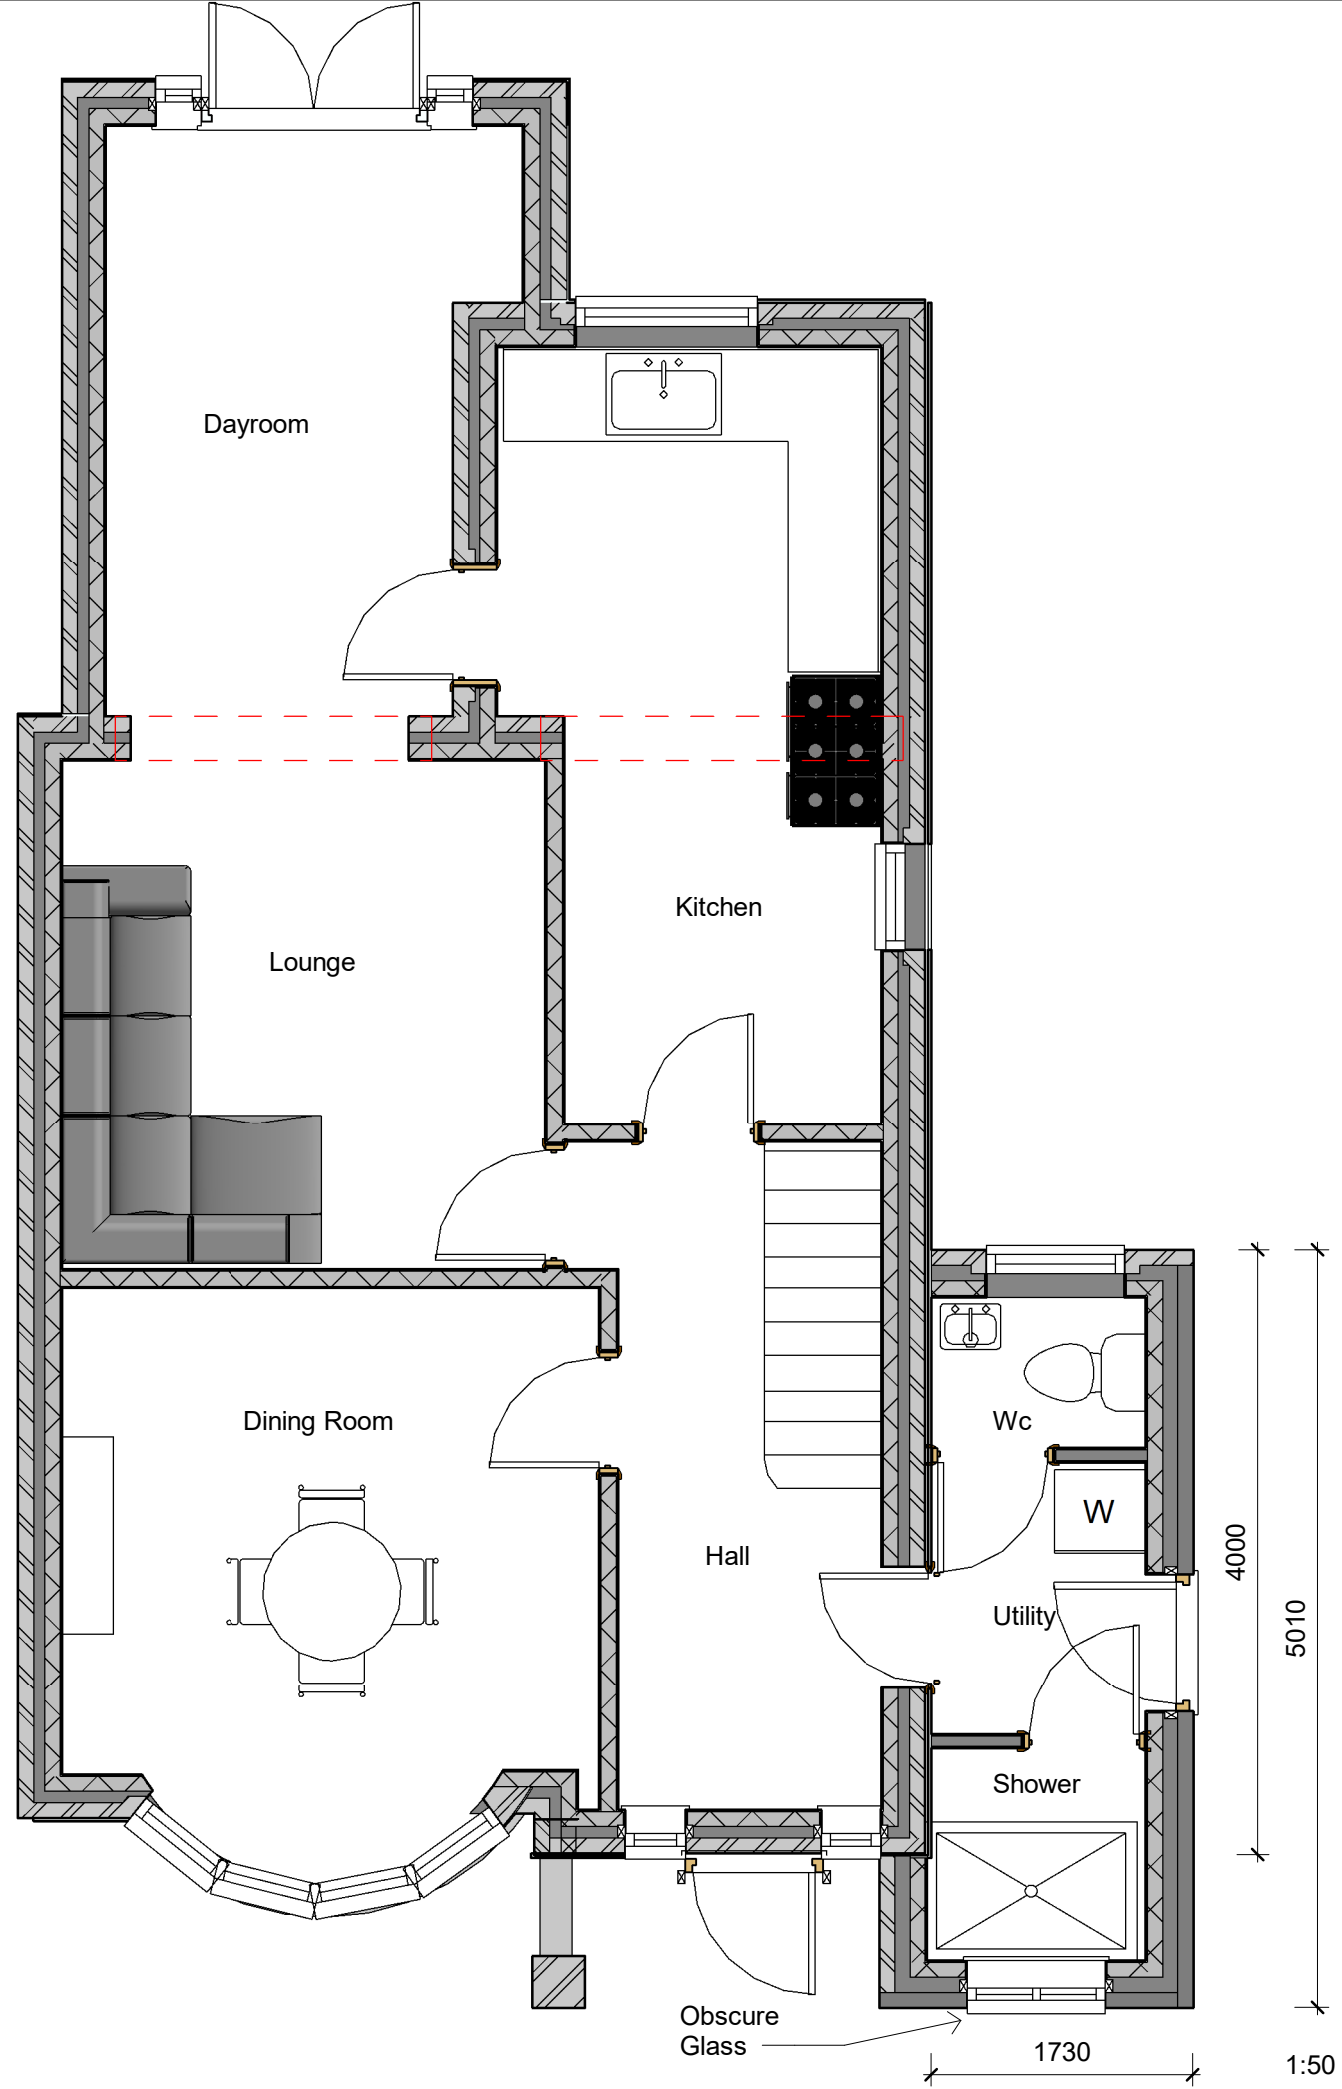 Dayroom
Kitchen
Lounge
Dining Room
Wc
W
Hall
Utility
4000
5010
Shower
Obscure
Glass
1730
1:50